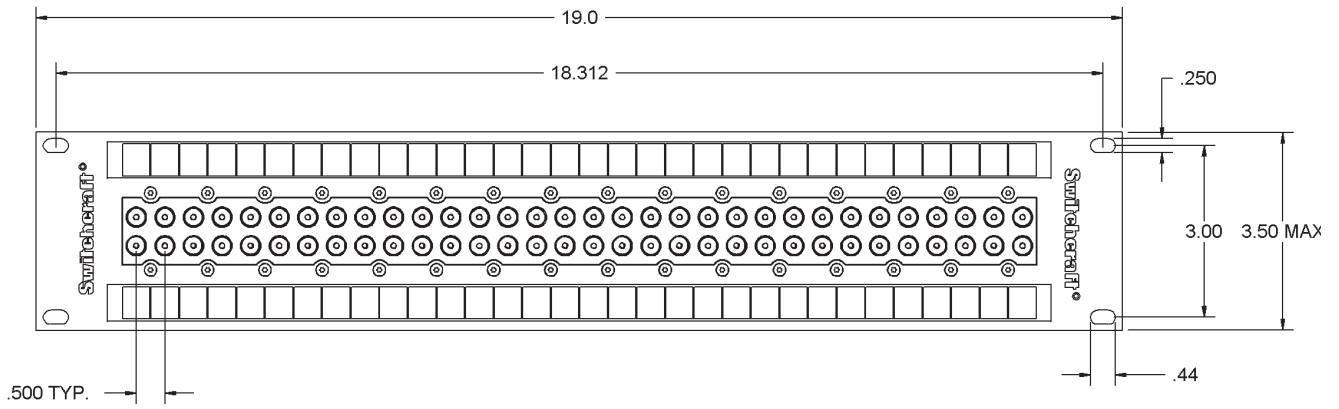 19.0
18.312
.250
Switchcraft®
Switchcraft®
3.00
3.50 MAX
.500 TYP.
.44